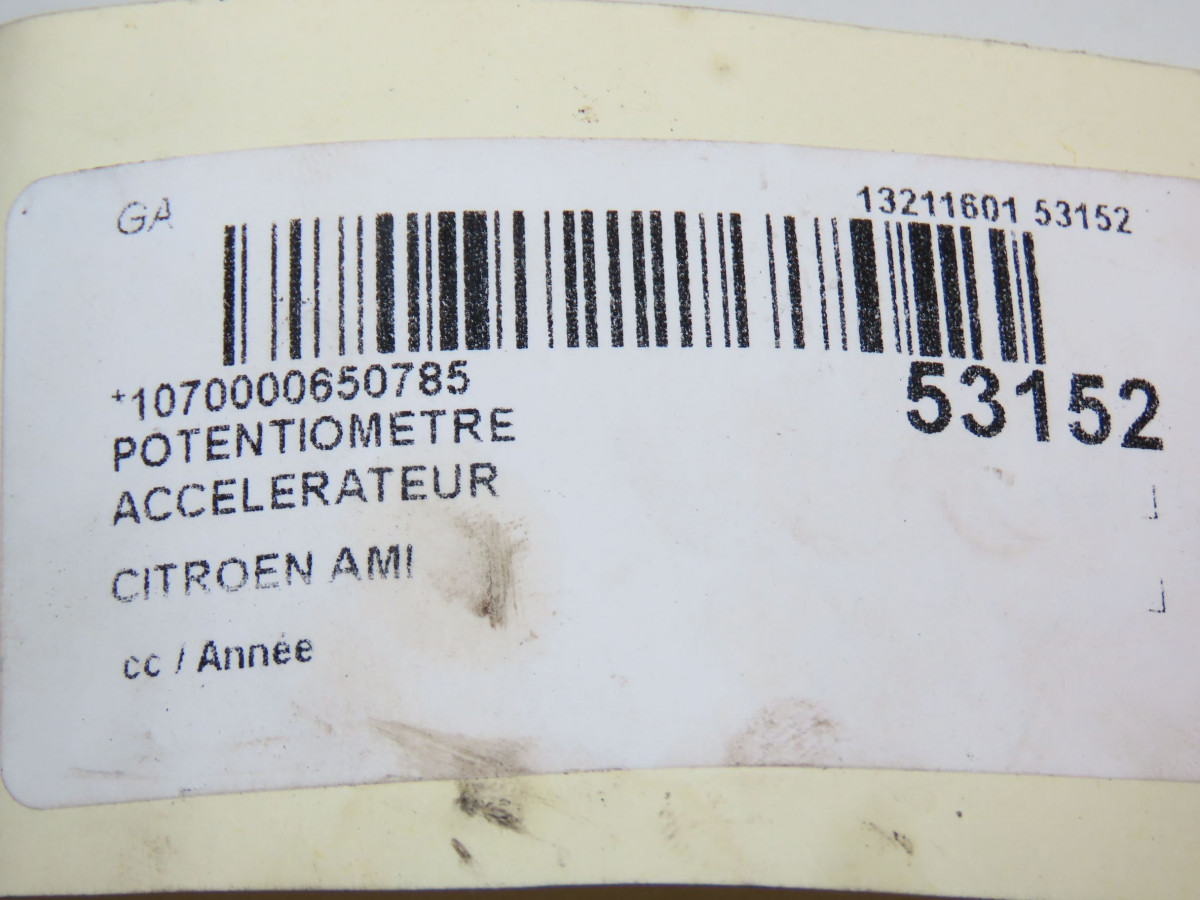 GA
13211601 53152
*1070000650785
53152
POTENTIOMETRE
ACCELERATEUR
CITROEN AMI
cc / Année